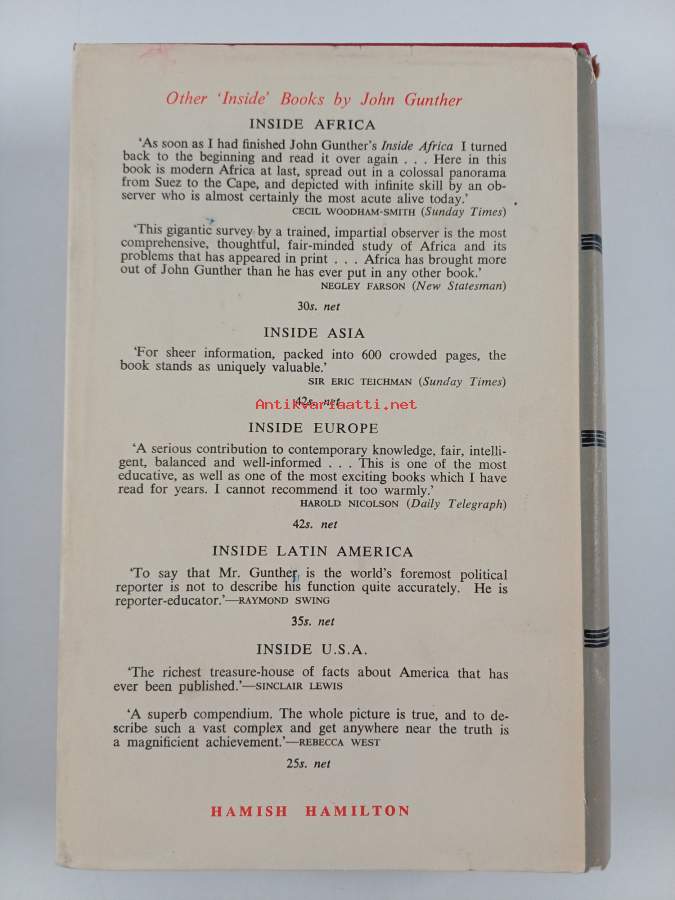 Other 'Inside' Books by John Gunther
INSIDE AFRICA
'As soon as I had finished John Gunther's Inside Africa I turned
back to the beginning and read it over again . . . Here in this
book is modern Africa at last, spread out in a colossal panorama
from Suez to the Cape, and depicted with infinite skill by an ob-
server who is almost certainly the most acute alive today.'
CECIL WOODHAM-SMITH (Sunday Times)
'This gigantic survey by a trained, impartial observer is the most
comprehensive, thoughtful, fair-minded study of Africa and its
problems that has appeared in print . . . Africa has brought more
out of John Gunther than he has ever put in any other book.'
NEGLEY FARSON (New Statesman)
30s. net
INSIDE ASIA
'For sheer information, packed into 600 crowded pages, the
book stands as uniquely valuable.'
SIR ERIC TEICHMAN (Sunday Times)
42s. net
Antikvariaatti.net
INSIDE EUROPE
'A serious contribution to contemporary knowledge, fair, intelli-
gent, balanced and well-informed . . . This is one of the most
educative, as well as one of the most exciting books which I have
read for years. I cannot recommend it too warmly.'
HAROLD NICOLSON (Daily Telegraph)
42s. net
INSIDE LATIN AMERICA
'To say that Mr. Gunther is the world's foremost political
reporter is not to describe his function quite accurately. He is
reporter-educator.'—RAYMOND SWING
35s. net
INSIDE U.S.A.
'The richest treasure-house of facts about America that has
ever been published.'—SINCLAIR LEWIS
'A superb compendium. The whole picture is true, and to de-
scribe such a vast complex and get anywhere near the truth is
a magnificient achievement.'—REBECCA WEST
25s. net
HAMISH HAMILTON